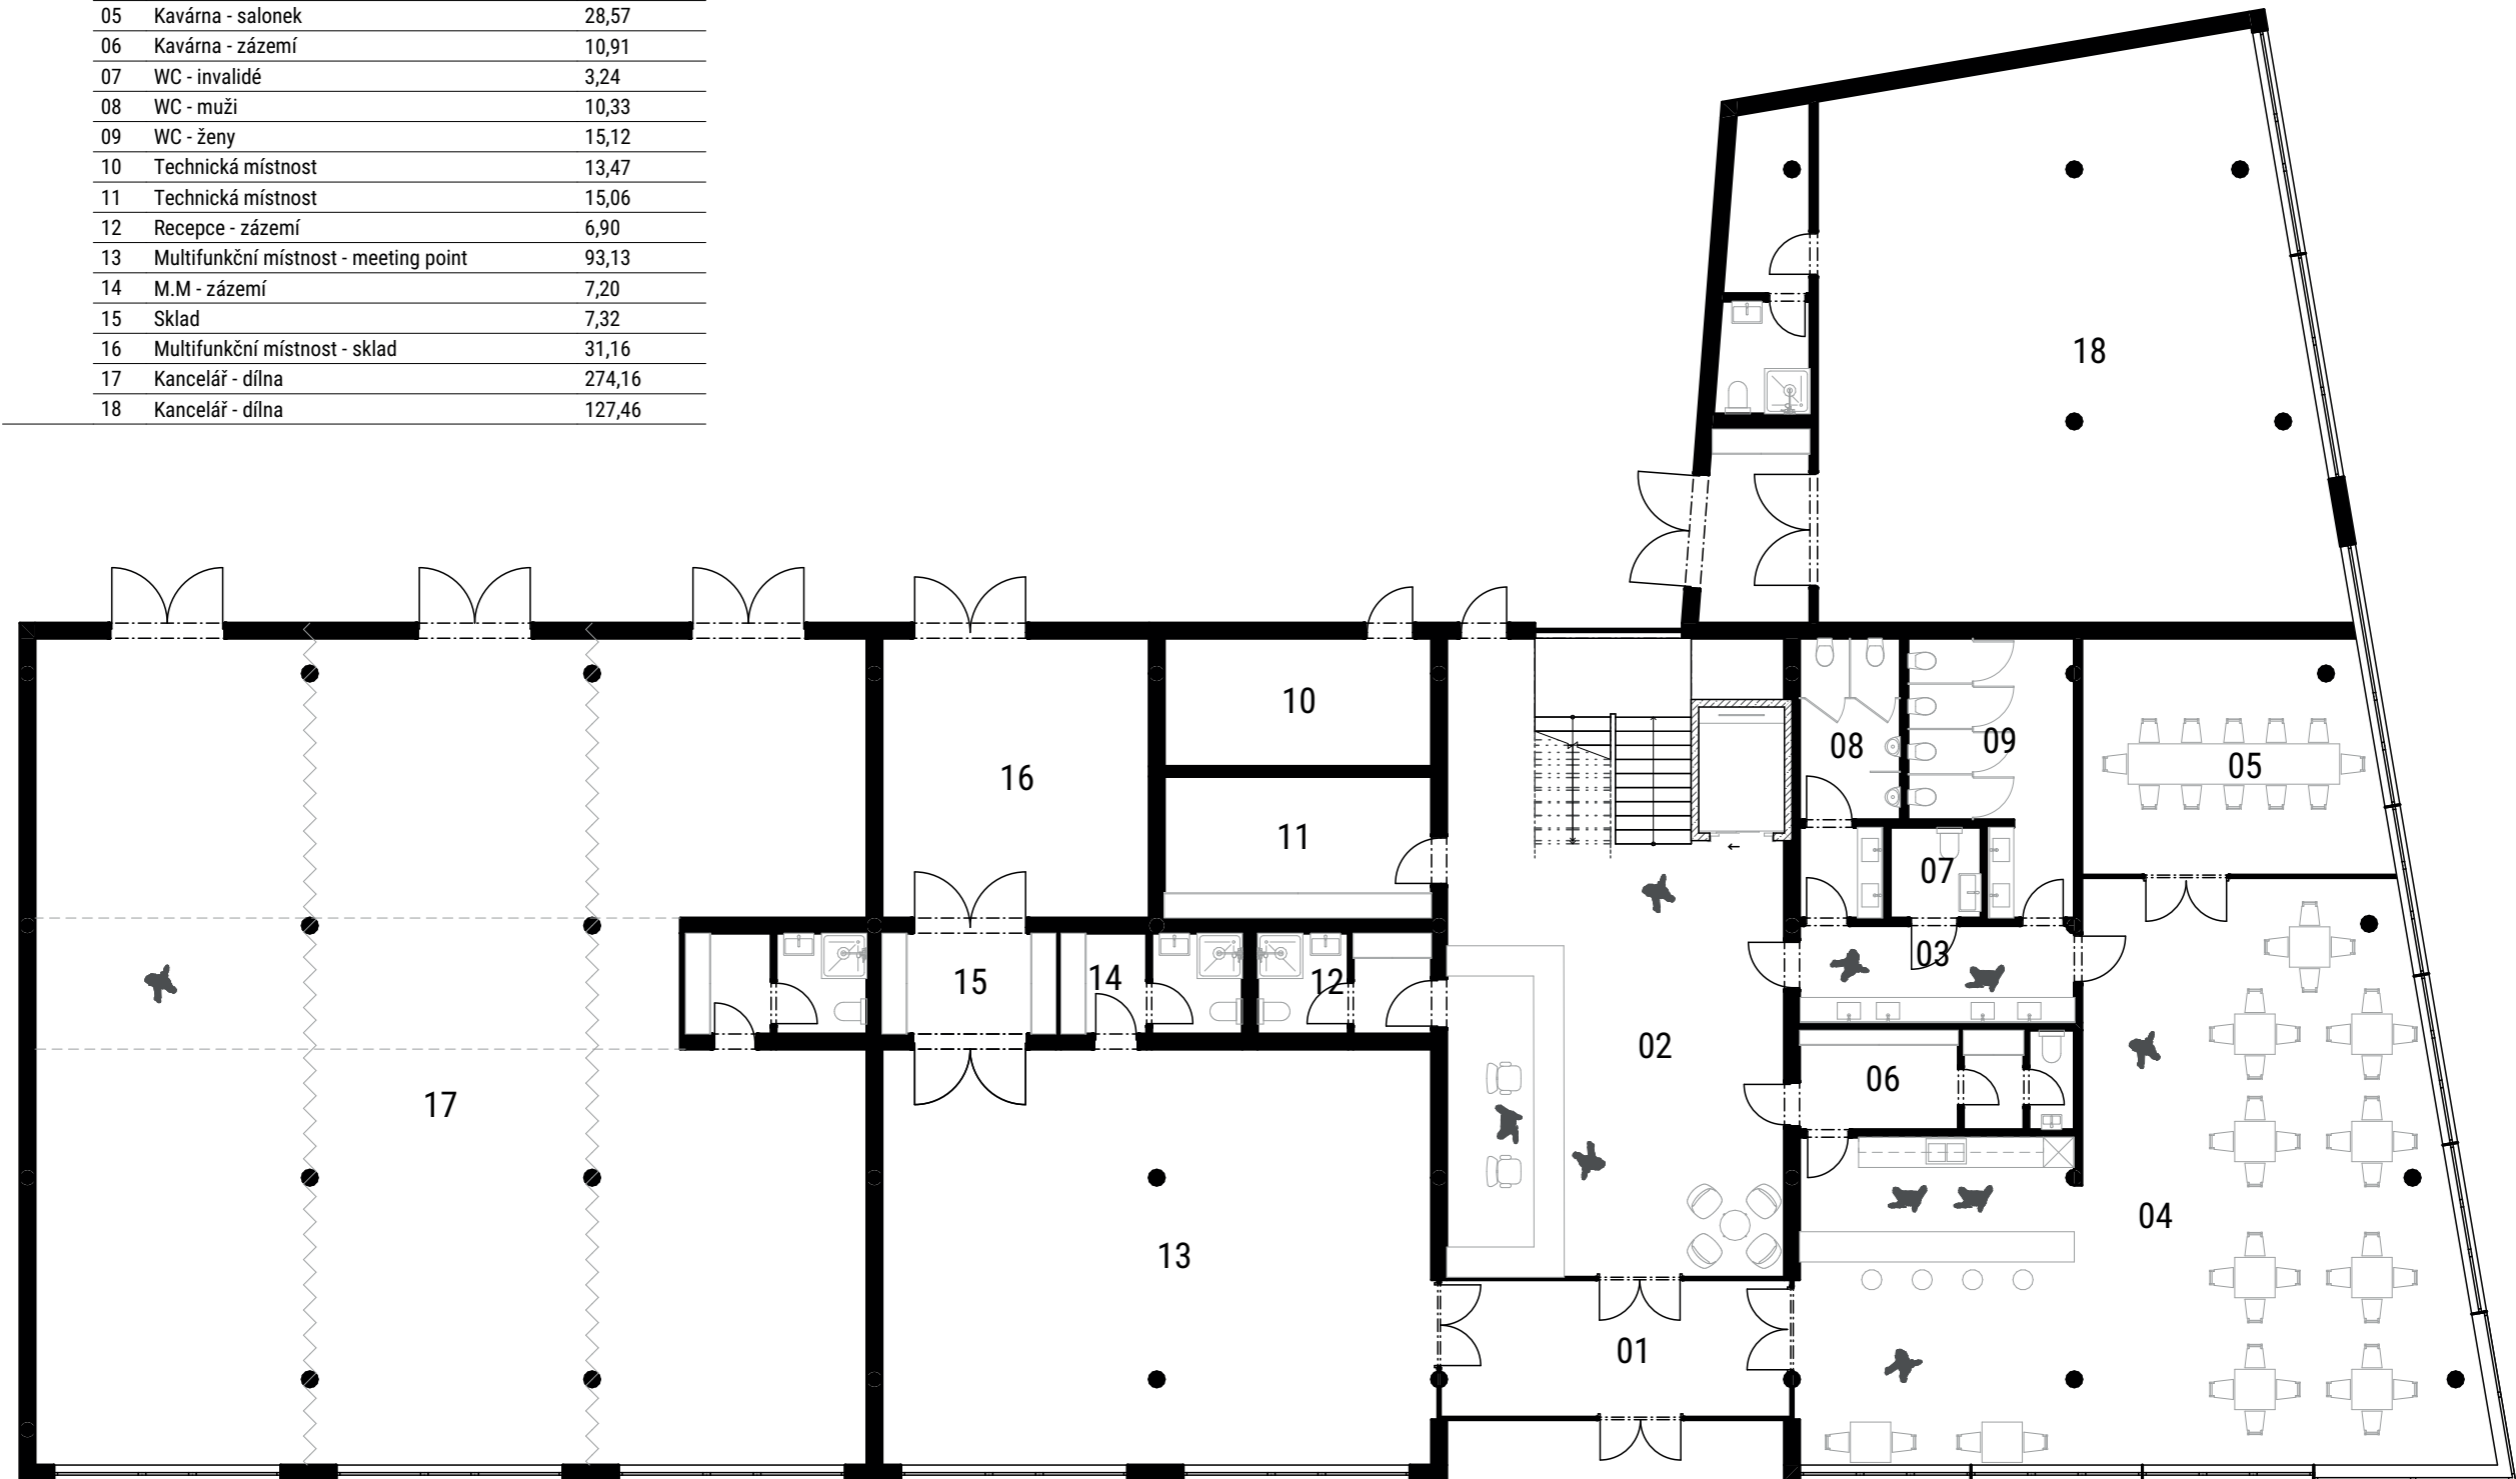 05 Kavárna - salonek 28,57
06 Kavárna - zázemí 10,91
07 WC - invalidé 3,24
08 WC - muži 10,33
09 WC - ženy 15,12
10 Technická místnost 13,47
11 Technická místnost 15,06
12 Recepce - zázemí 6,90
13 Multifunkční místnost - meeting point 93,13
14 M.M - zázemí 7,20
15 Sklad 7,32
16 Multifunkční místnost - sklad 31,16
17 Kancelář - dílna 274,16
18 Kancelář - dílna 127,46
18
10
08
09
05
16
11
07
03
15
14
12
02
06
17
04
13
01